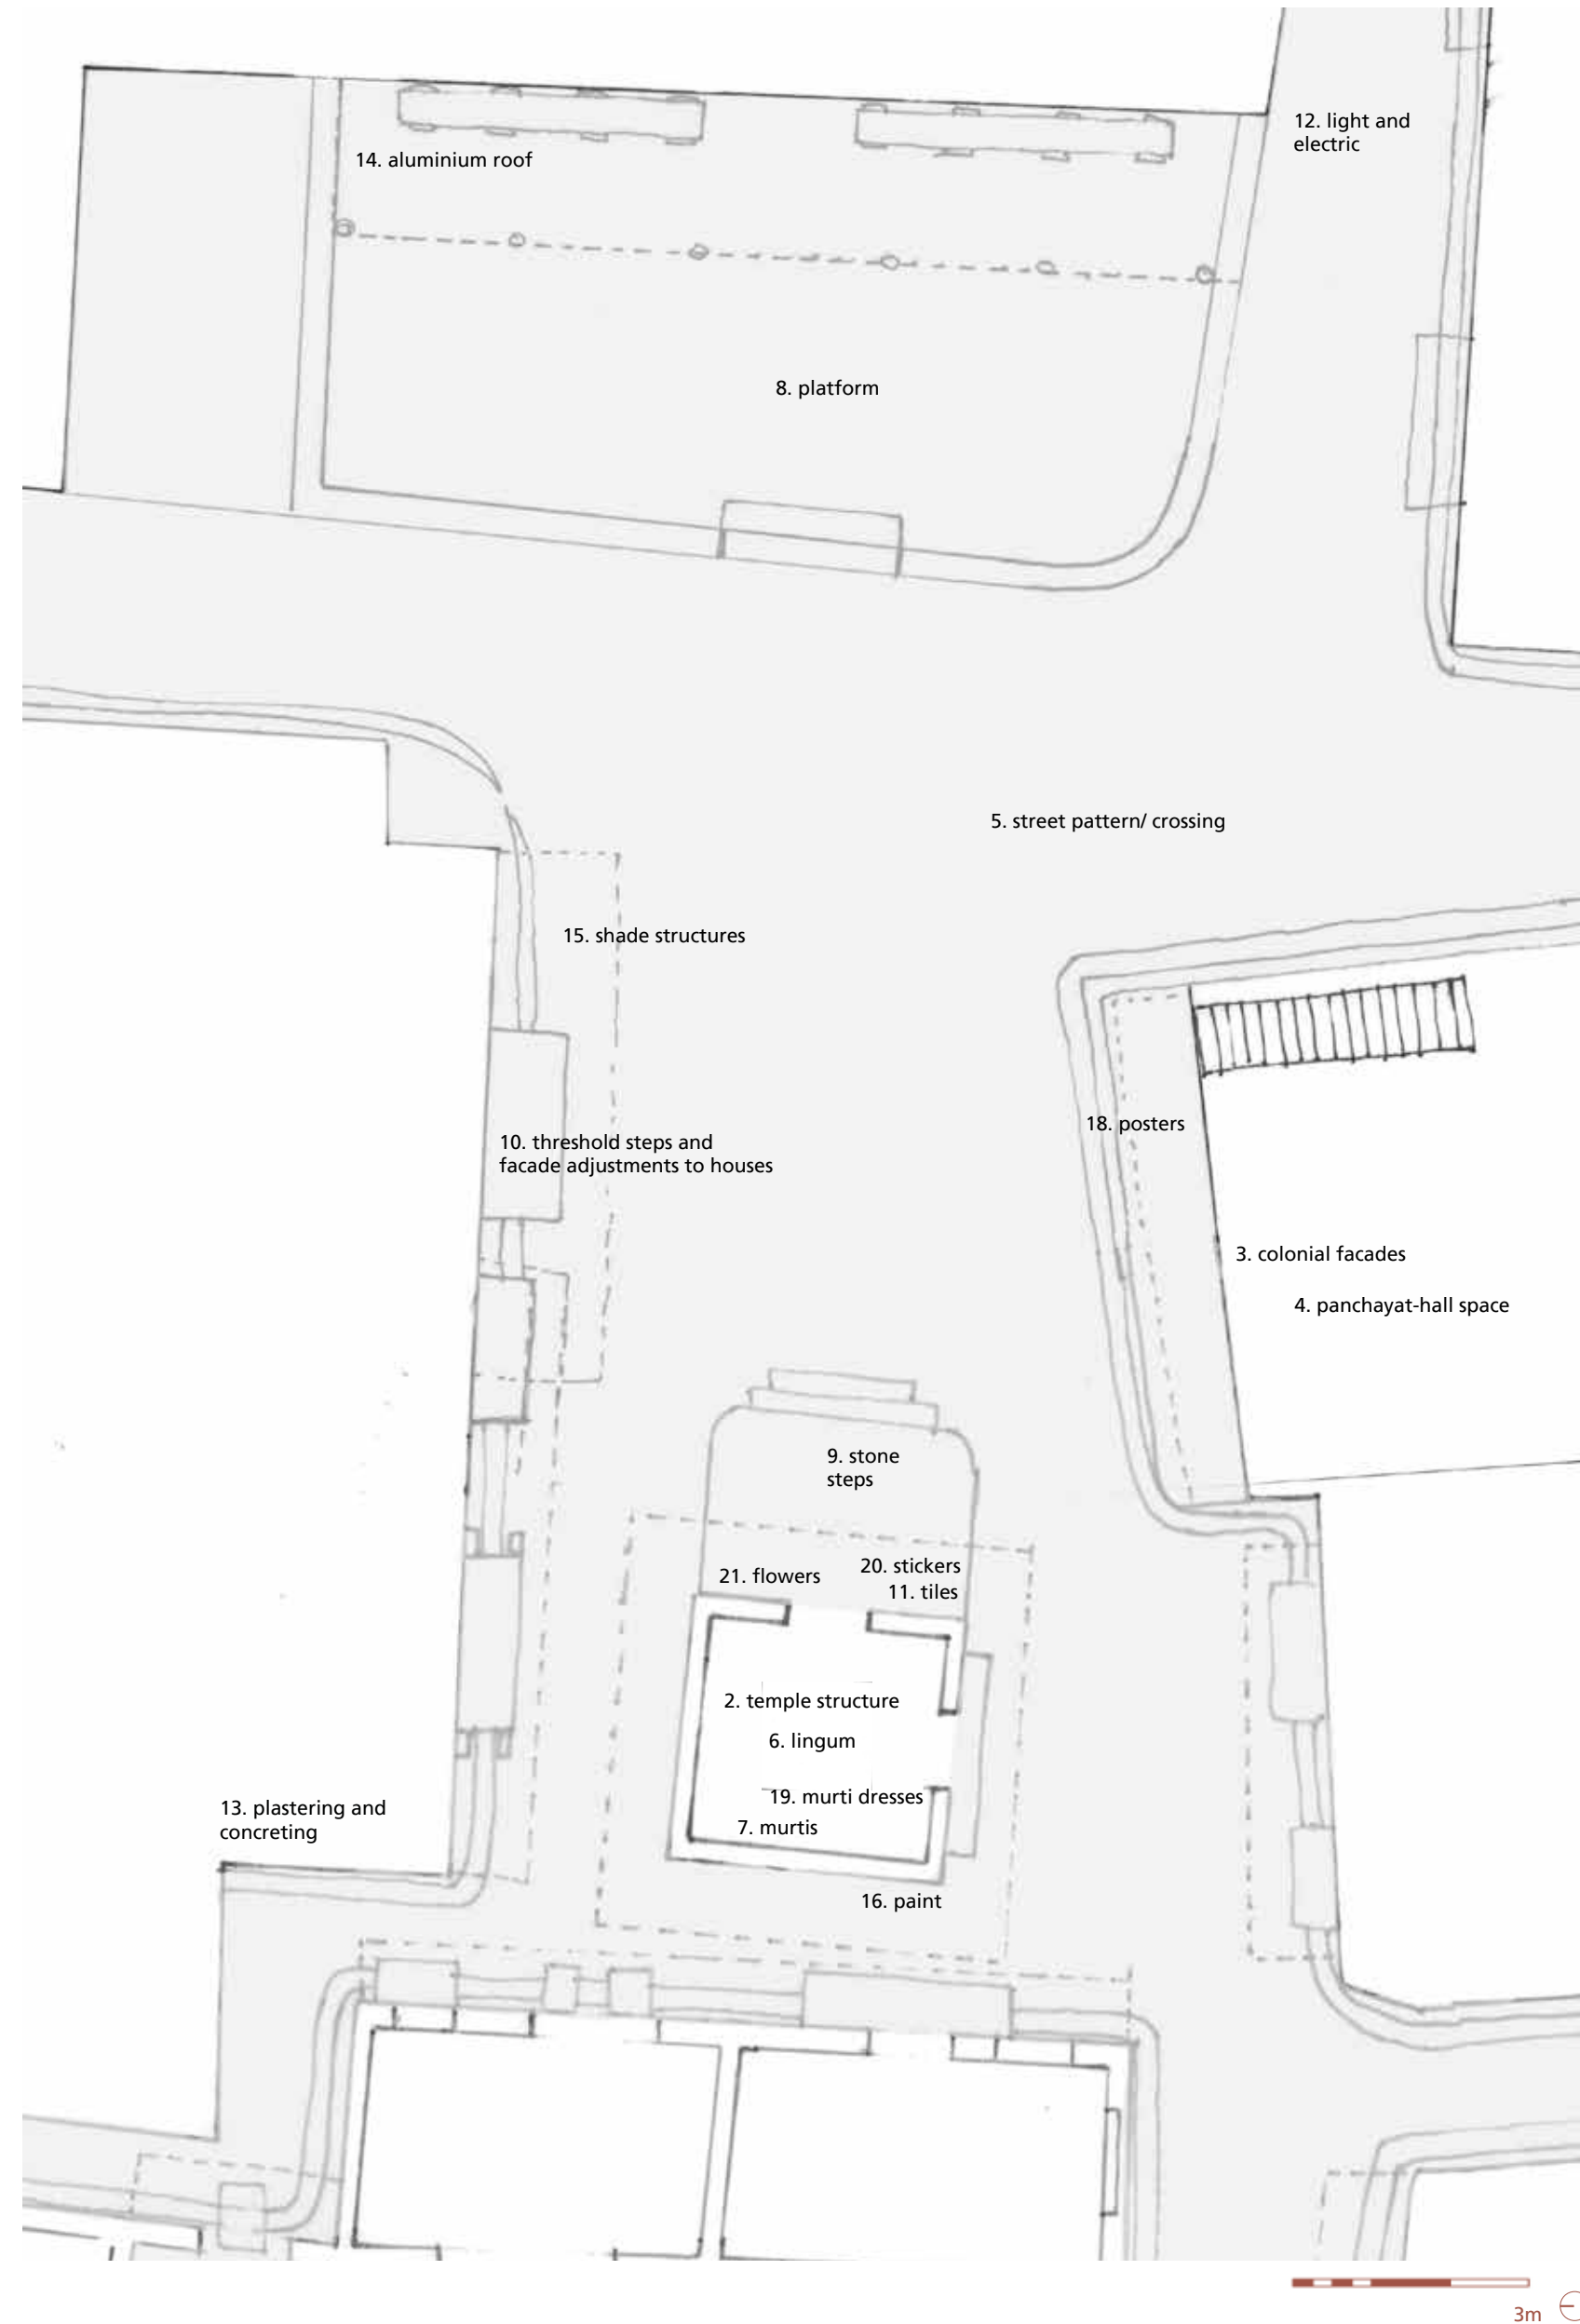 12. light and
electric
14. aluminium roof
8. platform
5. street pattern/ crossing
15. shade structures
18. posters
10. threshold steps and
facade adjustments to houses
3. colonial facades
4. panchayat-hall space
9. stone
steps
21. flowers
20. stickers
11. tiles
2. temple structure
6. lingum
19. murti dresses
7. murtis
13. plastering and
concreting
16. paint
3m